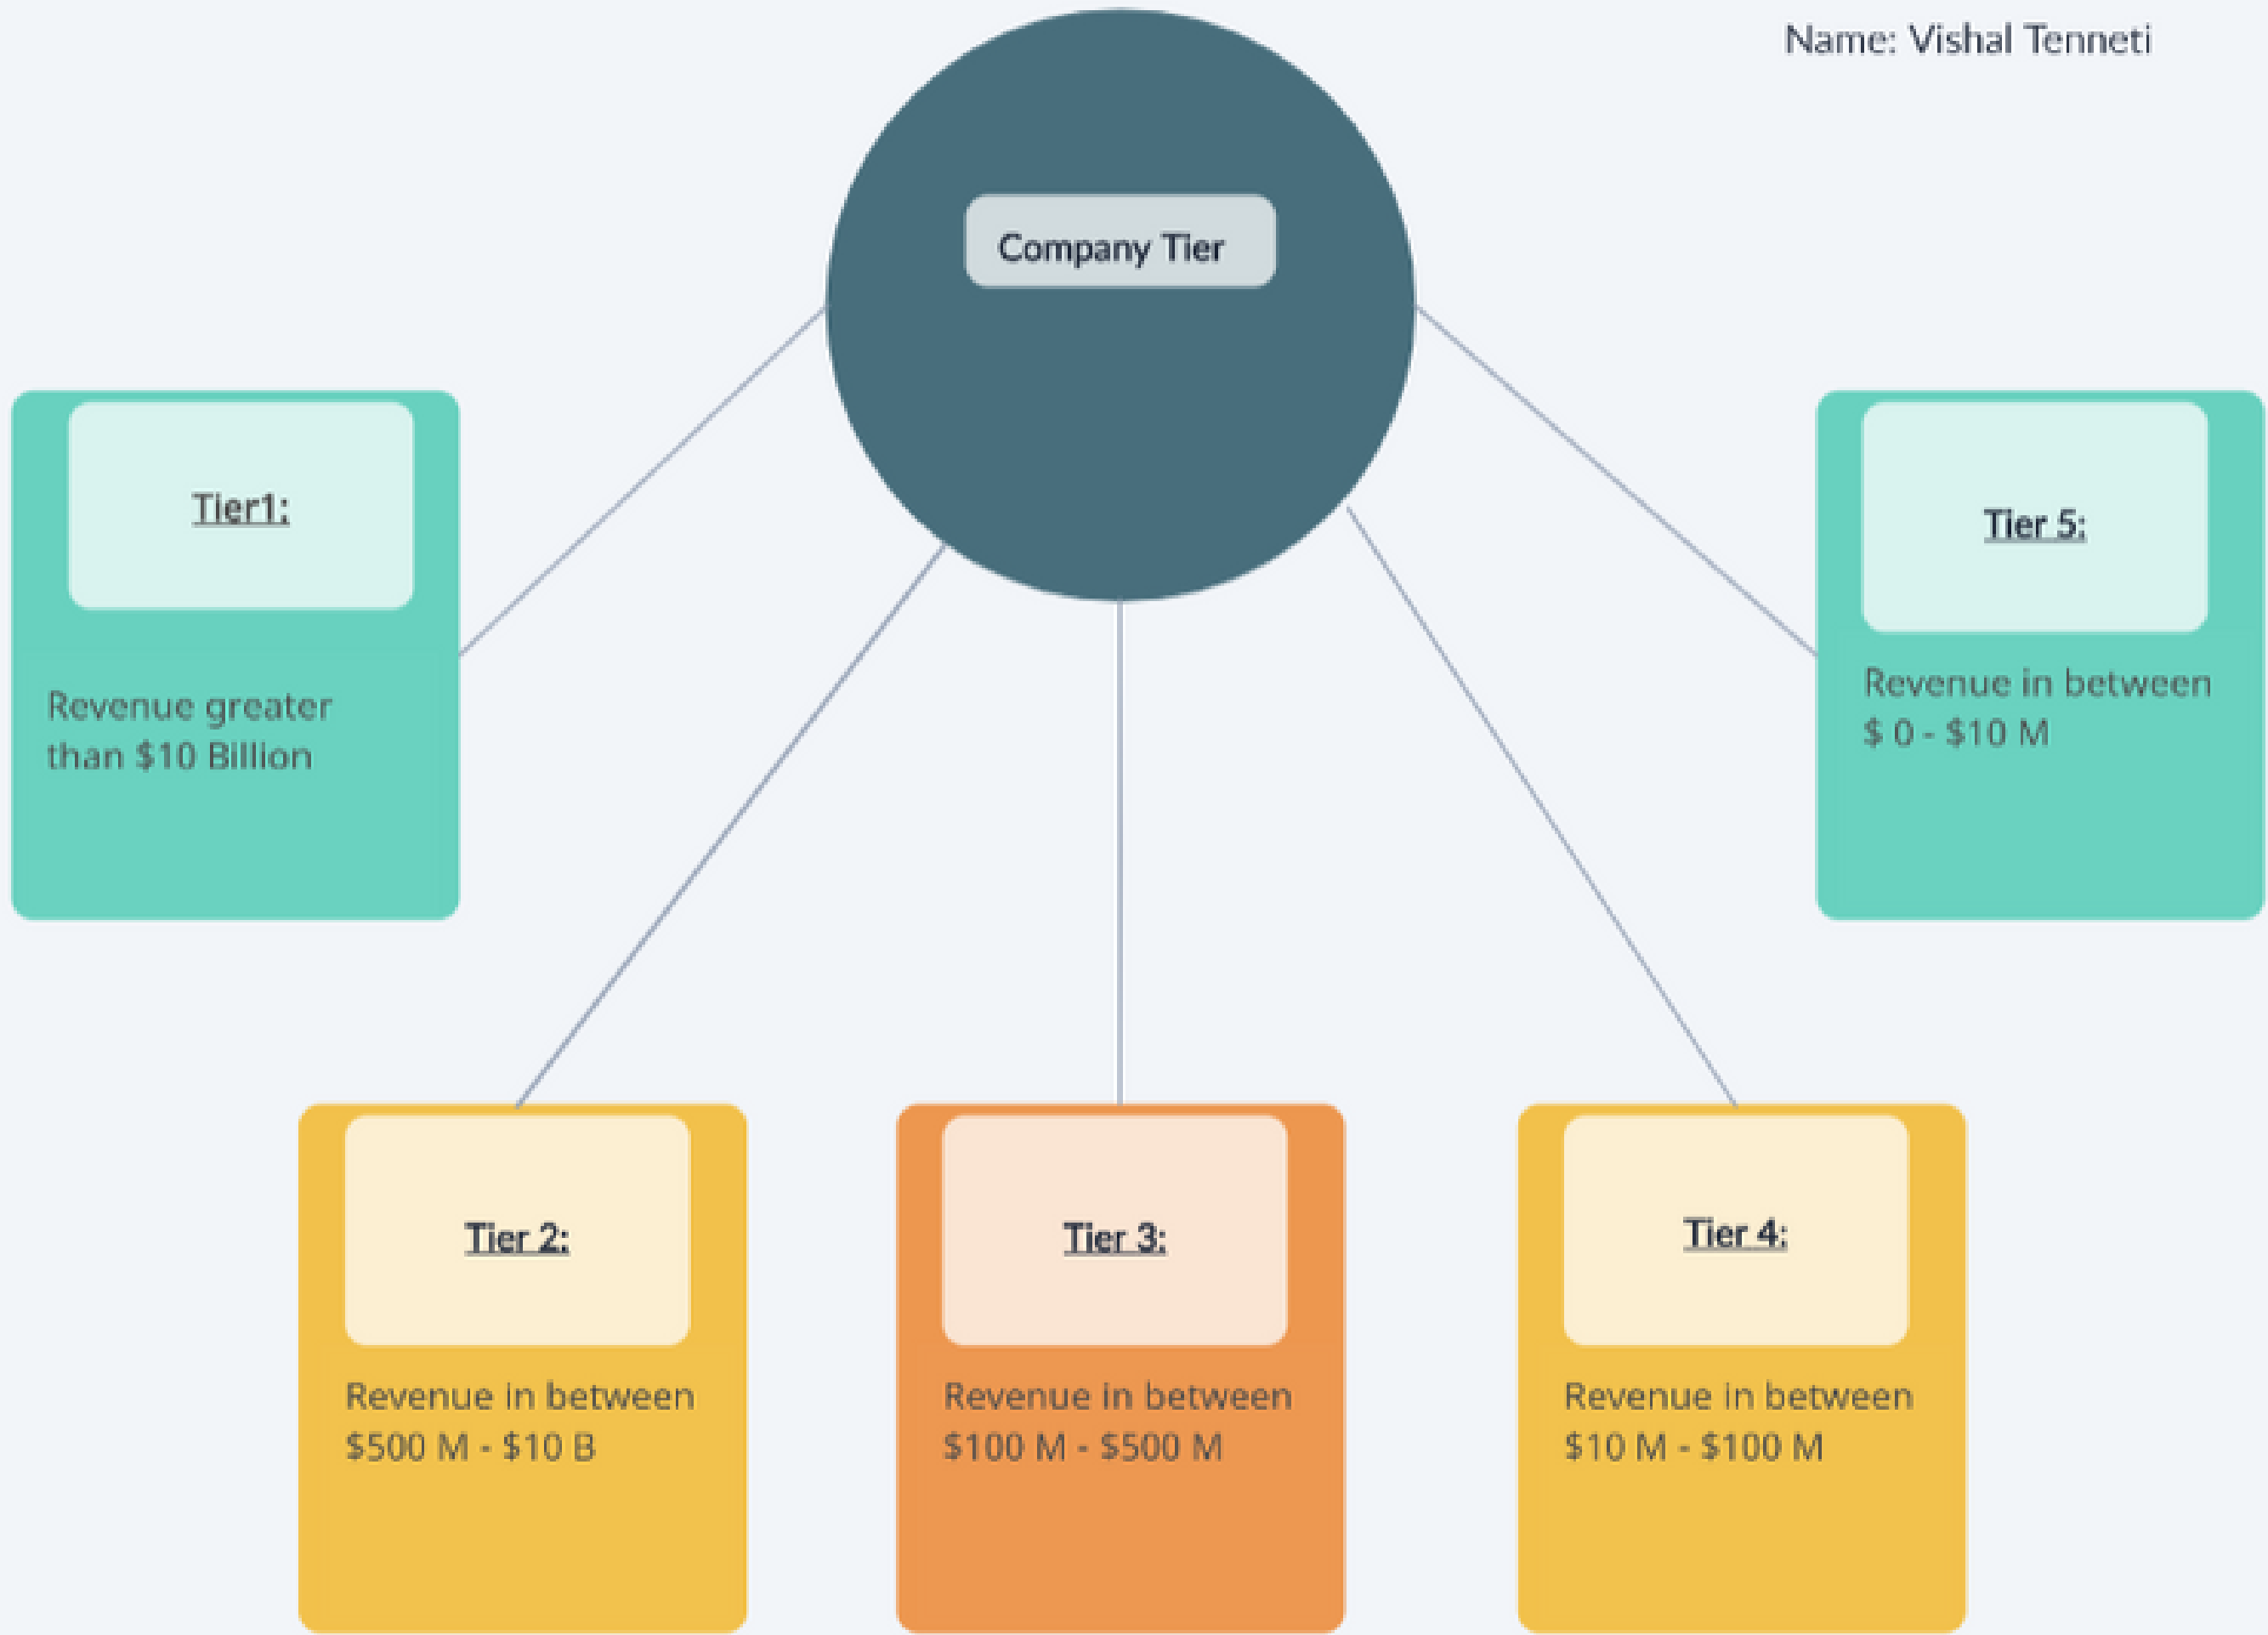 Name: Vishal Tenneti
Company Tier
Tier1:
Revenue greater
than $10 Billion
Tier 5:
Revenue in between
$ 0 - $10 M
Tier 2:
Revenue in between
$500 M - $10 B
Tier 3:
Revenue in between
$100 M - $500 M
Tier 4:
Revenue in between
$10 M - $100 M